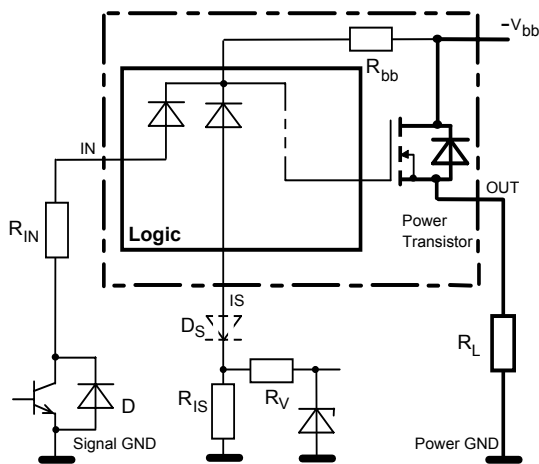 -Vbb
Rbb
IN
Logic
OUT
Power
Transistor
RIN
IS
DS
RL
D
RIS
RV
Signal GND
Power GND